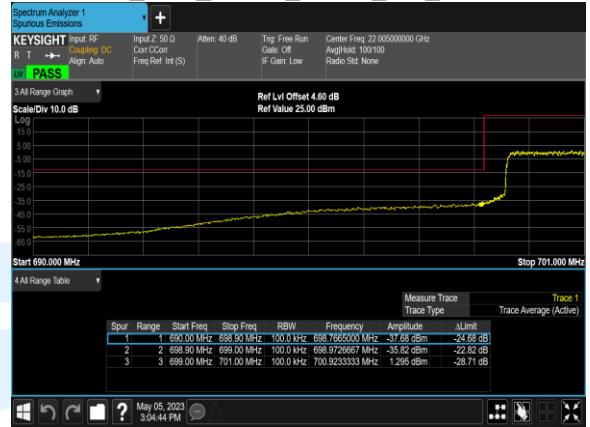 Spectrum Analyzer 1
Spurious Emissions
KEYSIGHT Input: RF Input Z: 50 Ω Atten: 40 dB Trig: Free Run Center Freq: 22.005000000 GHz
R T Coupling: DC Corr CCorr Gate: Off Avg|Hold: 100/100
Align: Auto Freq Ref: Int (S) IF Gain: Low Radio Std: None
PASS
3 All Range Graph
Ref Lvl Offset 4.60 dB
Scale/Div 10.0 dB Ref Value 25.00 dBm
Log
15.0
5.00
-5.00
-15.0
-25.0
-35.0
-45.0
-55.0
-65.0
Start 690.000 MHz Stop 701.000 MHz
4 All Range Table
Measure Trace Trace 1
Trace Type Trace Average (Active)
Spur Range Start Freq Stop Freq RBW Frequency Amplitude ΔLimit
1 1 690.00 MHz 698.90 MHz 100.0 kHz 698.7665000 MHz -37.68 dBm -24.68 dB
2 2 698.90 MHz 699.00 MHz 100.0 kHz 698.9726667 MHz -35.82 dBm -22.82 dB
3 3 699.00 MHz 701.00 MHz 100.0 kHz 700.9233333 MHz 1.295 dBm -28.71 dB
? May 05, 2023
3:04:44 PM